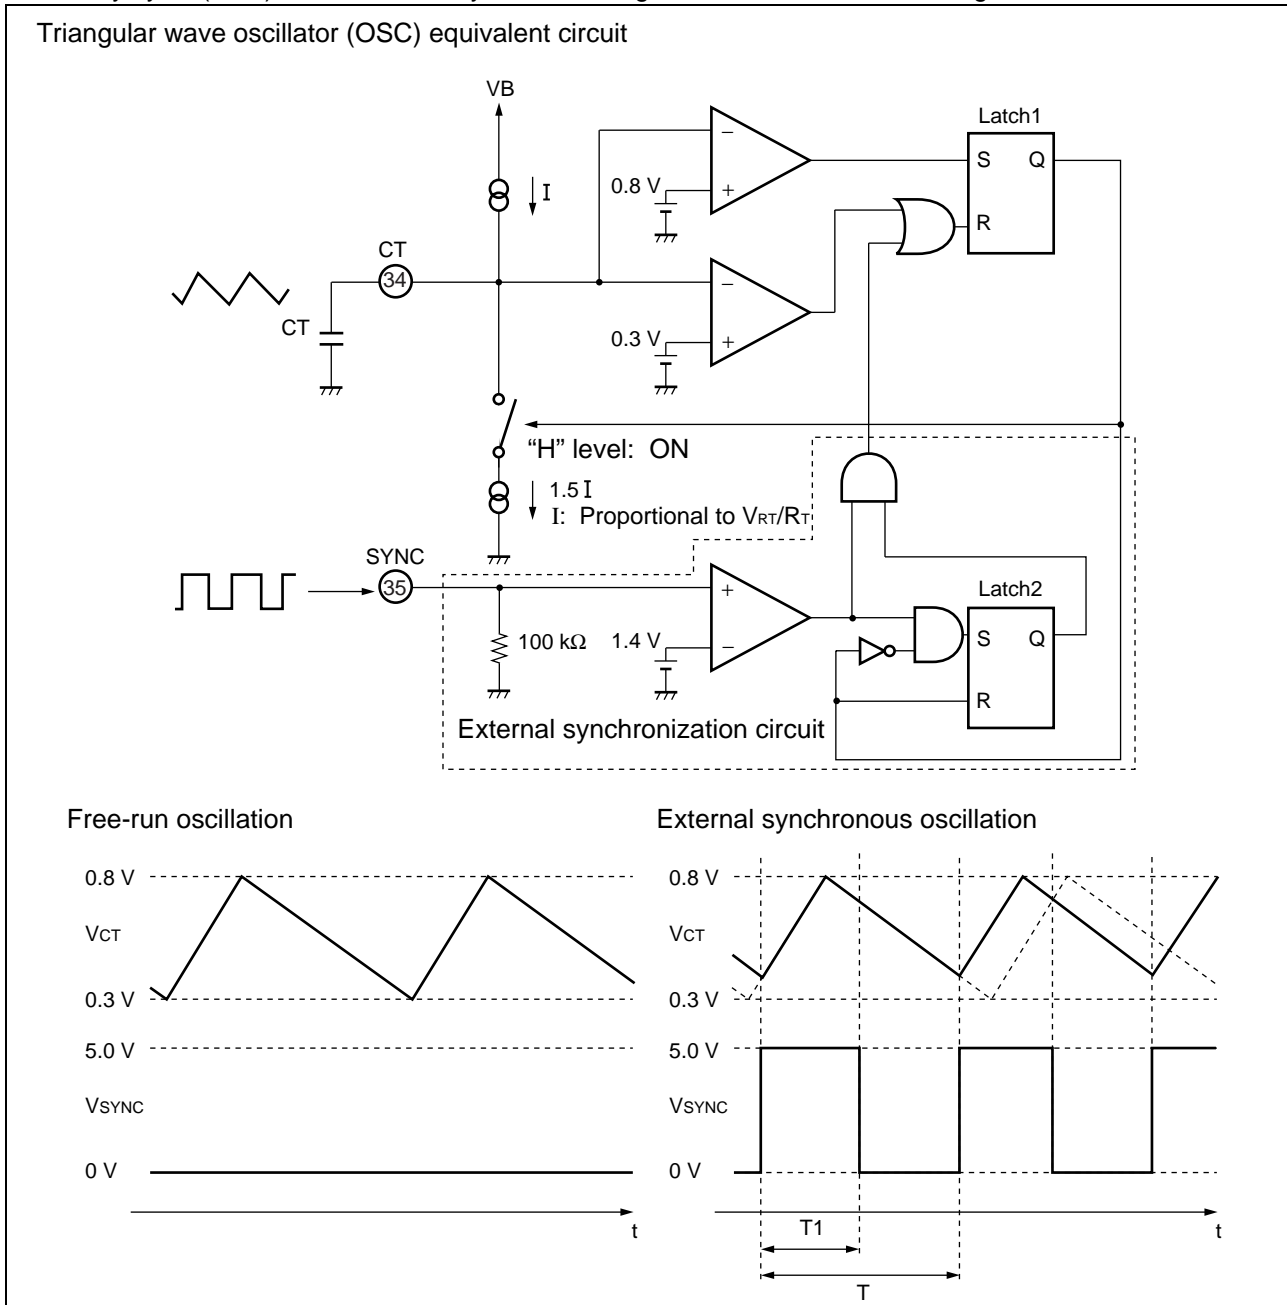 Triangular wave oscillator (OSC) equivalent circuit
VB
Latch1
S Q
0.8 V
I
− +
R
CT
34
− +
CT
0.3 V
"H" level: ON
1.5 I
I: Proportional to VRT/RT
SYNC
35
+ −
Latch2
S Q
100 kΩ
1.4 V
R
External synchronization circuit
Free-run oscillation
0.8 V
VCT
0.3 V
5.0 V
VSYNC
0 V
t
External synchronous oscillation
0.8 V
VCT
0.3 V
5.0 V
VSYNC
0 V
t
T1
T